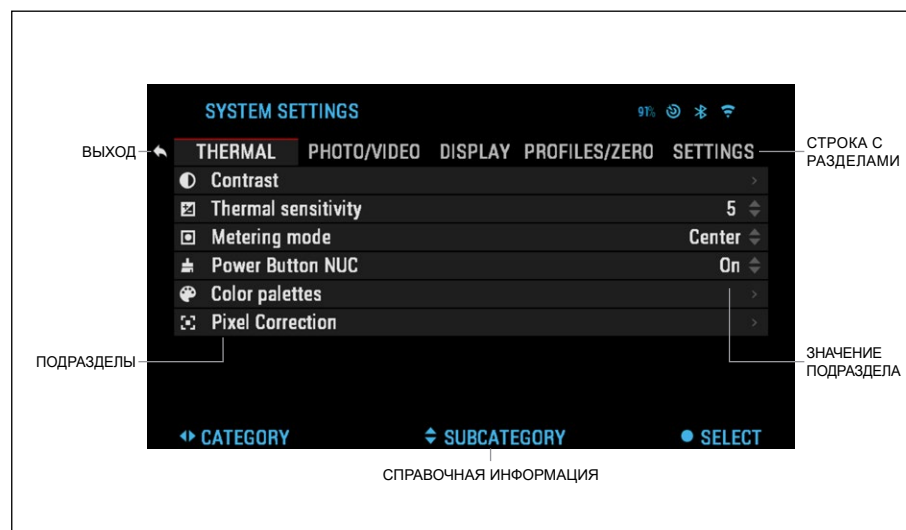 SYSTEM SETTINGS 91%
ВЫХОД THERMAL PHOTO/VIDEO DISPLAY PROFILES/ZERO SETTINGS СТРОКА С
РАЗДЕЛАМИ
Contrast
Thermal sensitivity 5
Metering mode Center
Power Button NUC On
Color palettes
Pixel Correction
ПОДРАЗДЕЛЫ
ЗНАЧЕНИЕ
ПОДРАЗДЕЛА
CATEGORY SUBCATEGORY SELECT
СПРАВОЧНАЯ ИНФОРМАЦИЯ